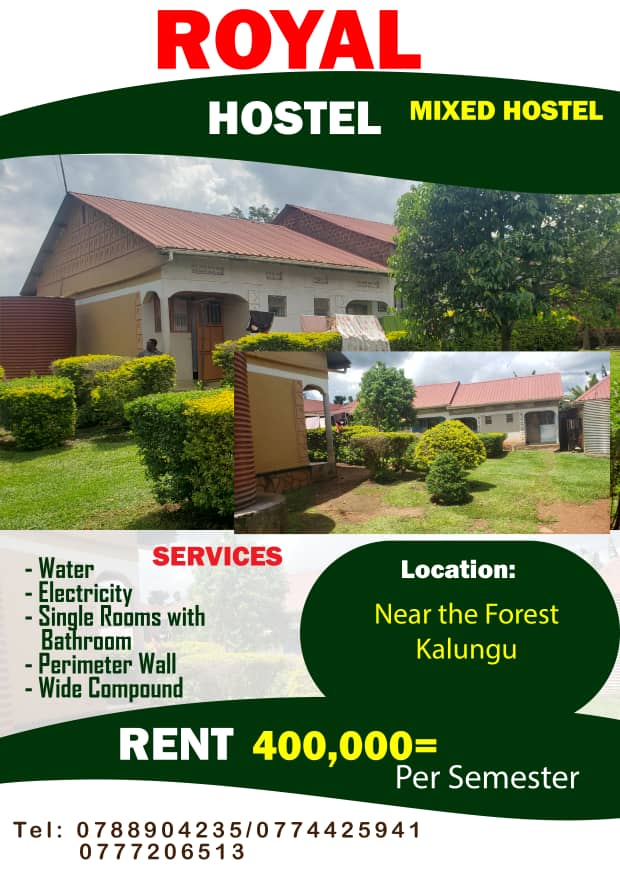 ROYAL
HOSTEL
MIXED HOSTEL
SERVICES
- Water
- Electricity
- Single Rooms with
Bathroom
- Perimeter Wall
- Wide Compound
Location:
Near the Forest
Kalungu
RENT 400,000=
Per Semester
Tel: 0788904235/0774425941
0777206513